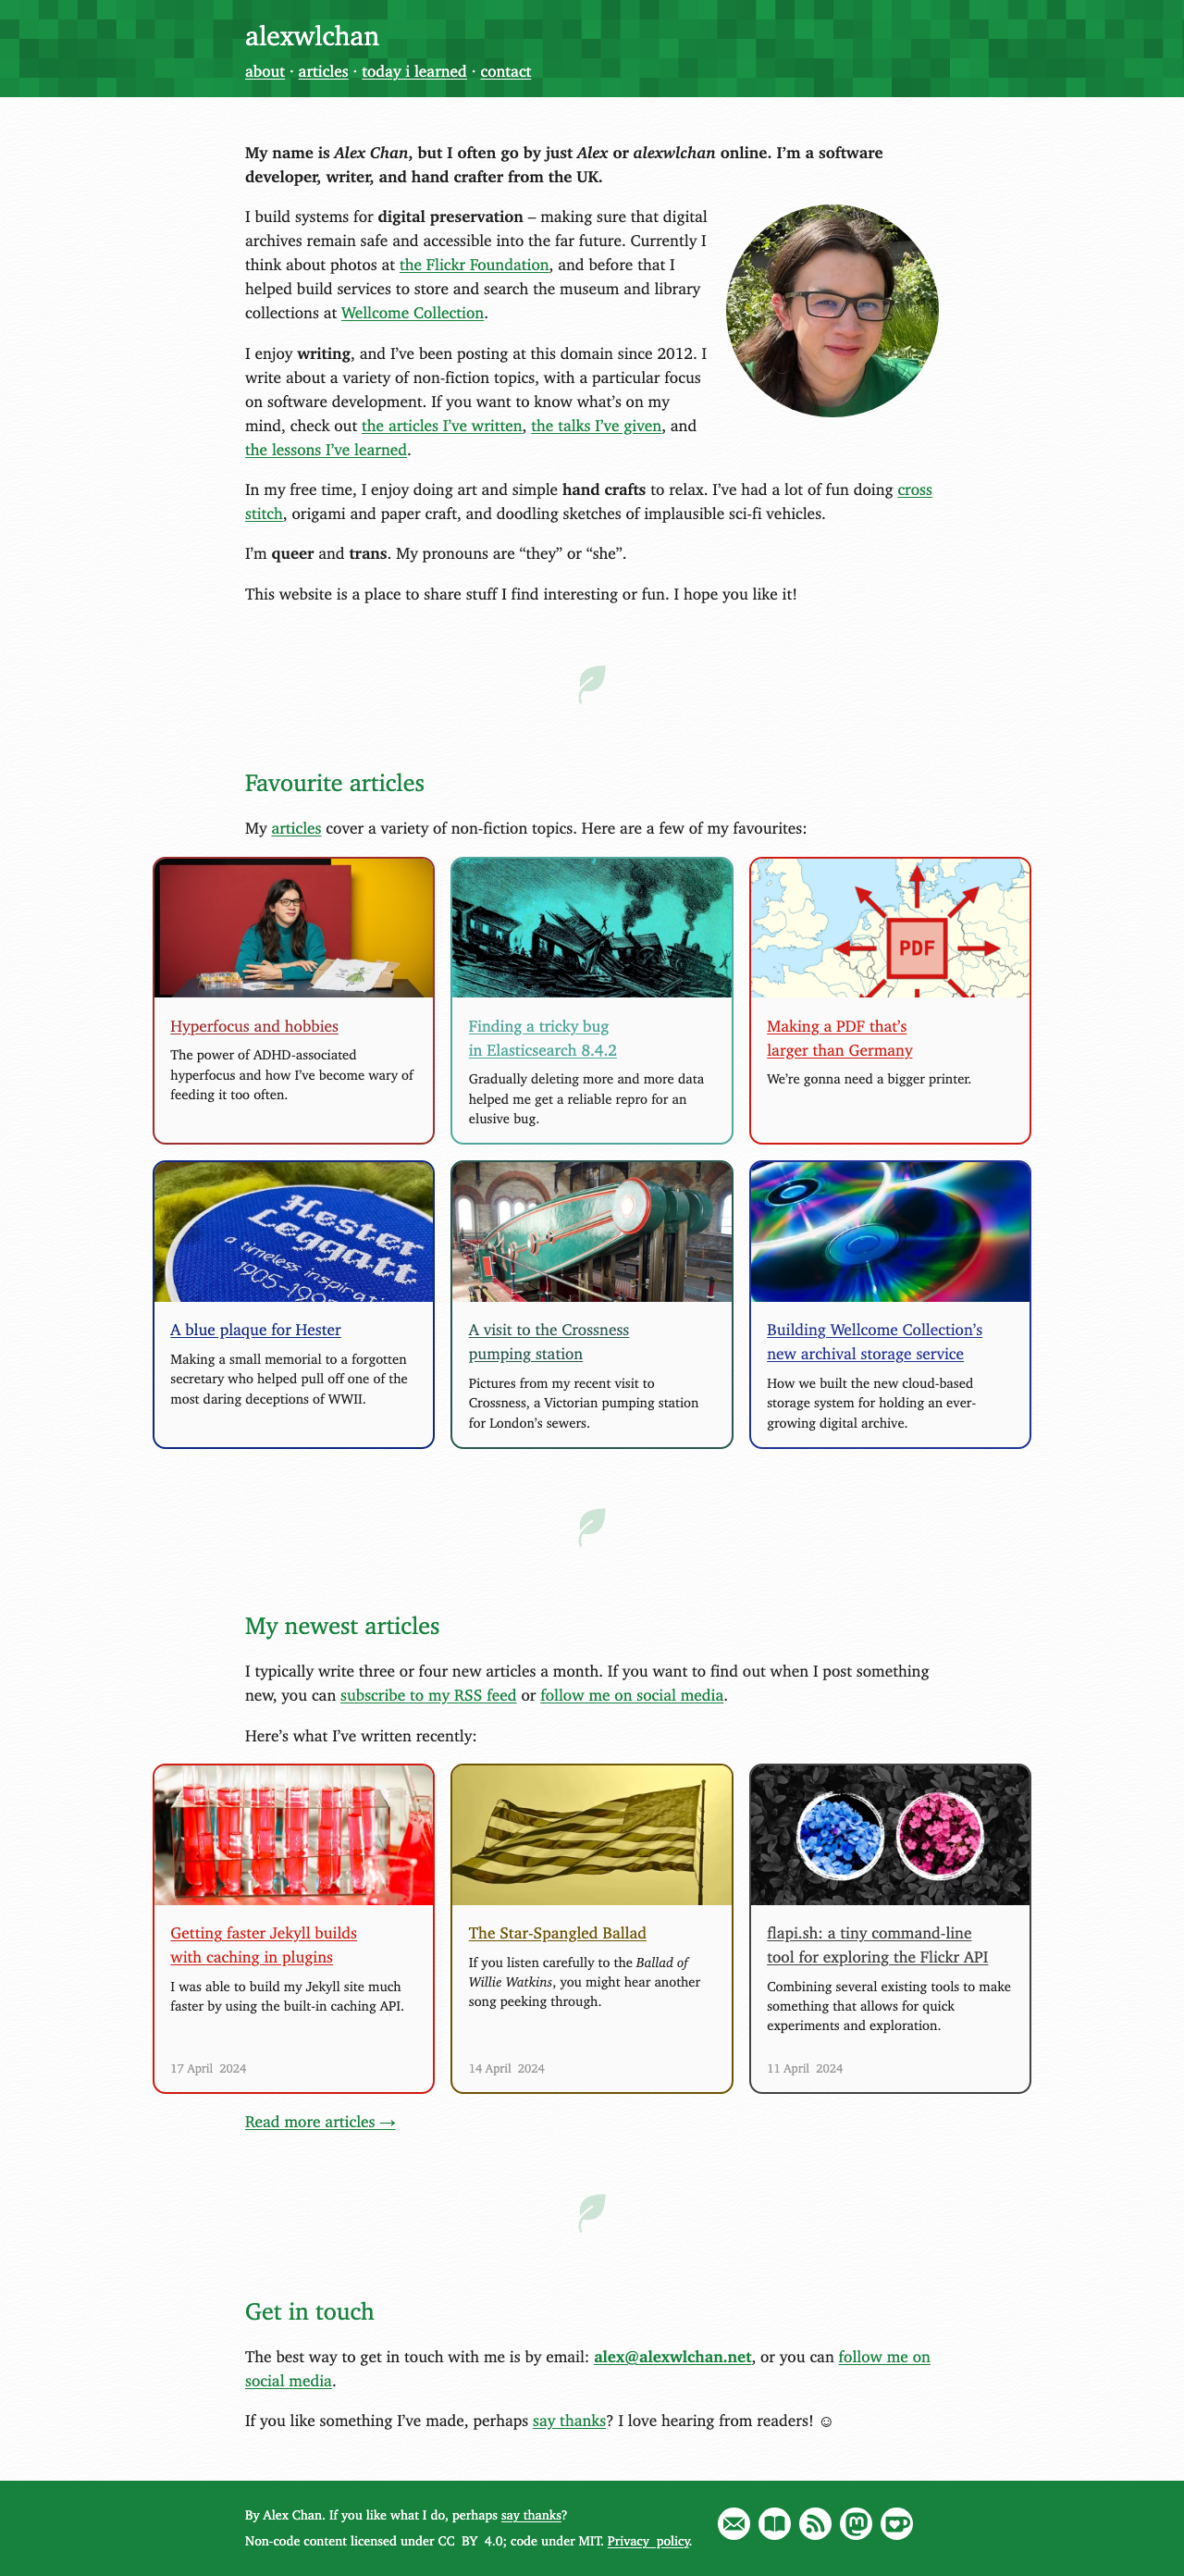 alexwlchan
about · articles · today i learned · contact
My name is Alex Chan, but I often go by just Alex or alexwlchan online. I’m a software
developer, writer, and hand crafter from the UK.
I build systems for digital preservation – making sure that digital
archives remain safe and accessible into the far future. Currently I
think about photos at the Flickr Foundation, and before that I
helped build services to store and search the museum and library
collections at Wellcome Collection.
I enjoy writing, and I’ve been posting at this domain since 2012. I
write about a variety of non-fiction topics, with a particular focus
on software development. If you want to know what’s on my
mind, check out the articles I’ve written, the talks I’ve given, and
the lessons I’ve learned.
In my free time, I enjoy doing art and simple hand crafts to relax. I’ve had a lot of fun doing cross
stitch, origami and paper craft, and doodling sketches of implausible sci-fi vehicles.
I’m queer and trans. My pronouns are “they” or “she”.
This website is a place to share stuff I find interesting or fun. I hope you like it!
Favourite articles
My articles cover a variety of non-fiction topics. Here are a few of my favourites:
Hyperfocus and hobbies
The power of ADHD-associated
hyperfocus and how I’ve become wary of
feeding it too often.
Finding a tricky bug
in Elasticsearch 8.4.2
Gradually deleting more and more data
helped me get a reliable repro for an
elusive bug.
PDF
Making a PDF that’s
larger than Germany
We’re gonna need a bigger printer.
Hester
Leggatt
a timeless inspirati
1905-199
A blue plaque for Hester
Making a small memorial to a forgotten
secretary who helped pull off one of the
most daring deceptions of WWII.
A visit to the Crossness
pumping station
Pictures from my recent visit to
Crossness, a Victorian pumping station
for London’s sewers.
Building Wellcome Collection’s
new archival storage service
How we built the new cloud-based
storage system for holding an ever-
growing digital archive.
My newest articles
I typically write three or four new articles a month. If you want to find out when I post something
new, you can subscribe to my RSS feed or follow me on social media.
Here’s what I’ve written recently:
Getting faster Jekyll builds
with caching in plugins
I was able to build my Jekyll site much
faster by using the built-in caching API.
17 April 2024
The Star-Spangled Ballad
If you listen carefully to the Ballad of
Willie Watkins, you might hear another
song peeking through.
14 April 2024
flapi.sh: a tiny command-line
tool for exploring the Flickr API
Combining several existing tools to make
something that allows for quick
experiments and exploration.
11 April 2024
Read more articles →
Get in touch
The best way to get in touch with me is by email: alex@alexwlchan.net, or you can follow me on
social media.
If you like something I’ve made, perhaps say thanks? I love hearing from readers! ☺
By Alex Chan. If you like what I do, perhaps say thanks?
Non-code content licensed under CC BY 4.0; code under MIT. Privacy policy.